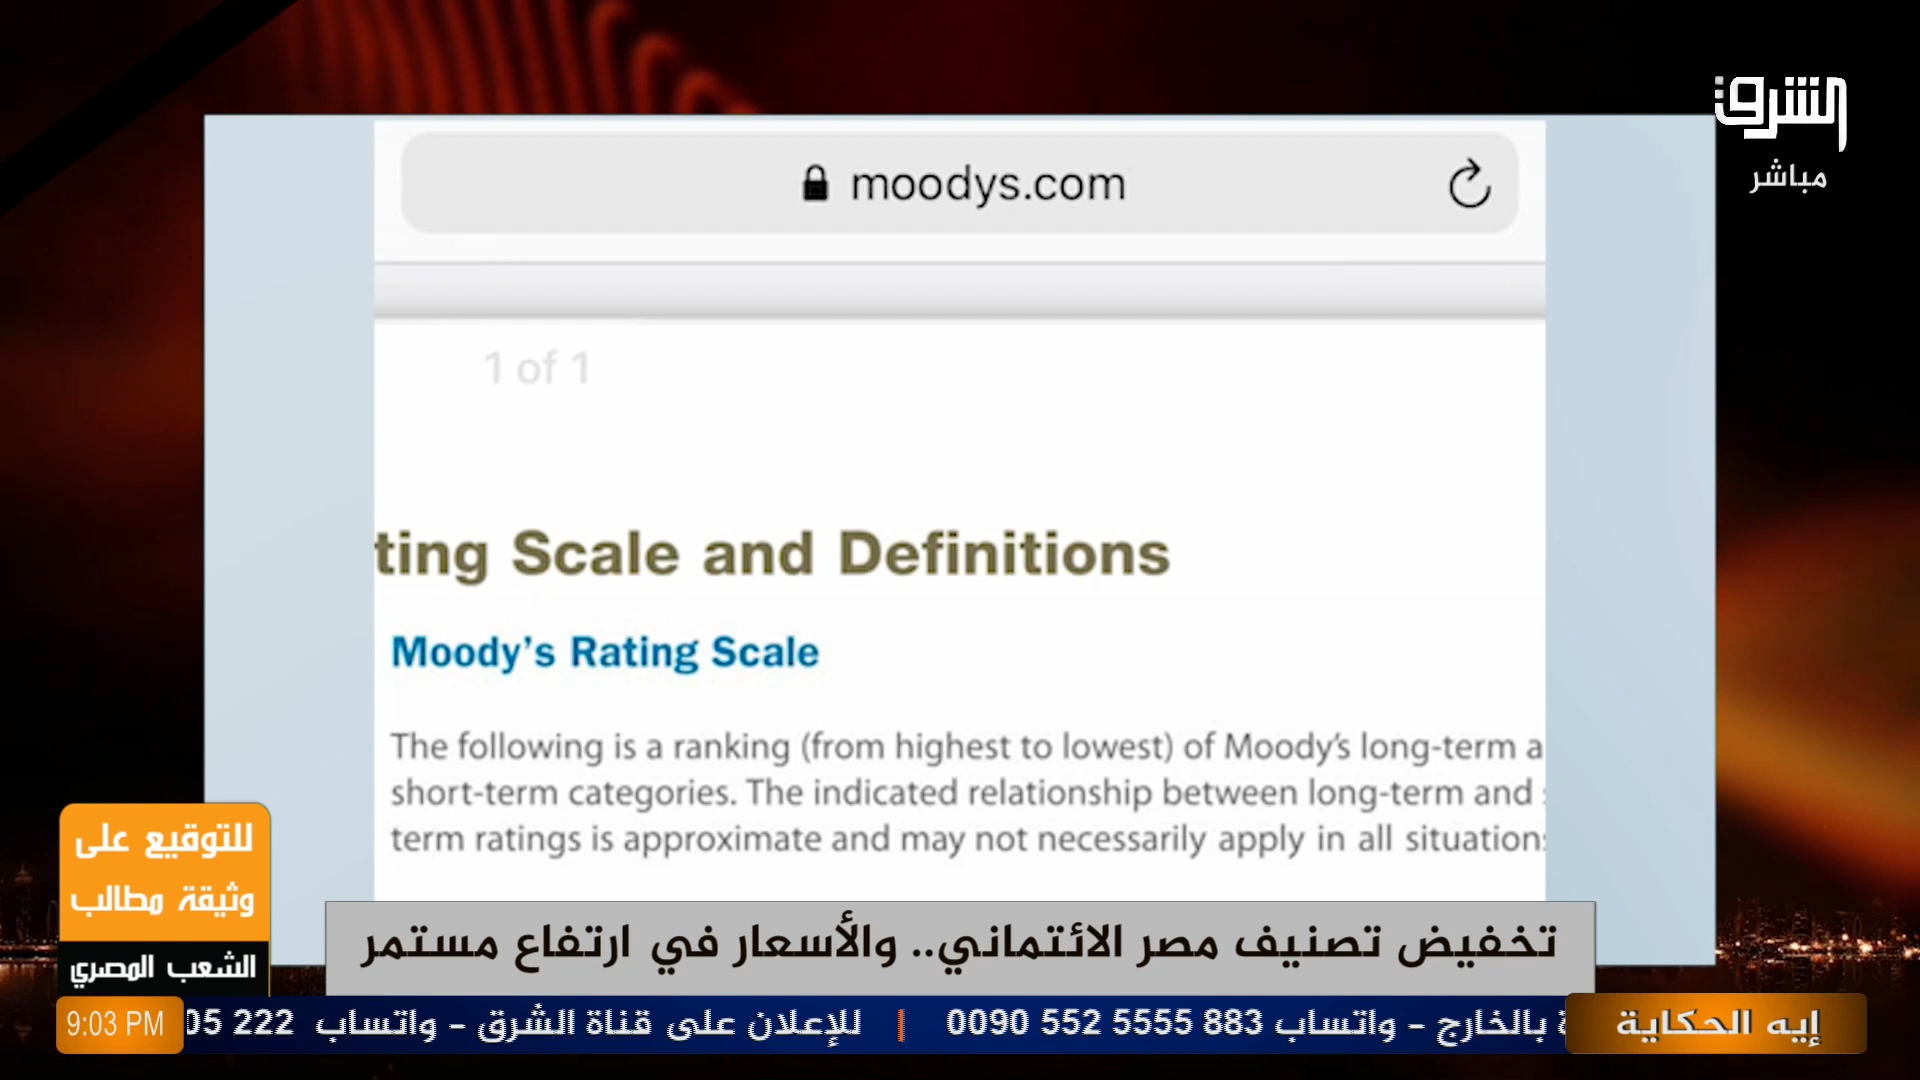 الشرق
مباشر
moodys.com
1 of 1
ting Scale and Definitions
Moody's Rating Scale
The following is a ranking (from highest to lowest) of Moody's long-term a
short-term categories. The indicated relationship between long-term and
term ratings is approximate and may not necessarily apply in all situation
للتوقيع على
وثيقة مطالب
الشعب المصري
تخفيض تصنيف مصر الائتماني.. والأسعار في ارتفاع مستمر
إيه الحكاية
ة بالخارج - واتساب 883 5555 552 0090 | للإعلان على قناة الشرق - واتساب 222 05
9:03 PM